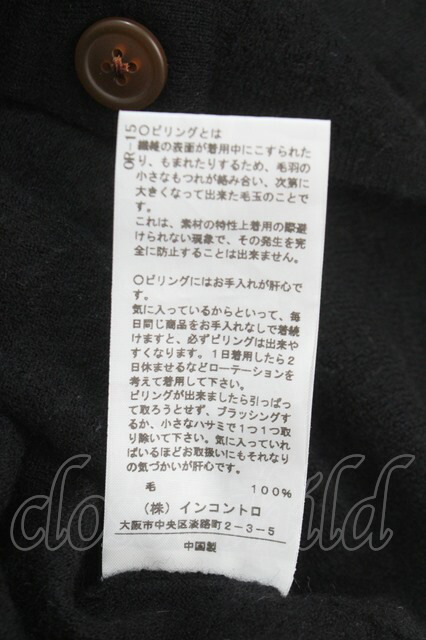 OR-15
〇ピリングとは
繊維の表面が着用中にこすられた
り、もまれたりするため、毛羽の
小さなもつれが絡み合い、次第に
大きくなって出来た毛玉のことで
す。
これは、素材の特性上着用の際避
けられない現象で、その発生を完
全に防止することは出来ません。
〇ピリングにはお手入れが肝心で
す。
気に入っているからといって、毎
日同じ商品をお手入れなしで着続
けますと、必ずピリングは出来や
すくなります。1日着用したら2
日休ませるなどローテーションを
考えて着用して下さい。
ピリングが出来ましたら引っぱっ
て取ろうとせず、ブラッシングす
るか、小さなハサミで1つ1つ取
り除いて下さい。気に入っていれ
ばいるほどお取扱いにもそれなり
の気づかいが肝心です。
毛 100%
(株)インコントロ
大阪市中央区淡路町2-3-5
中国製